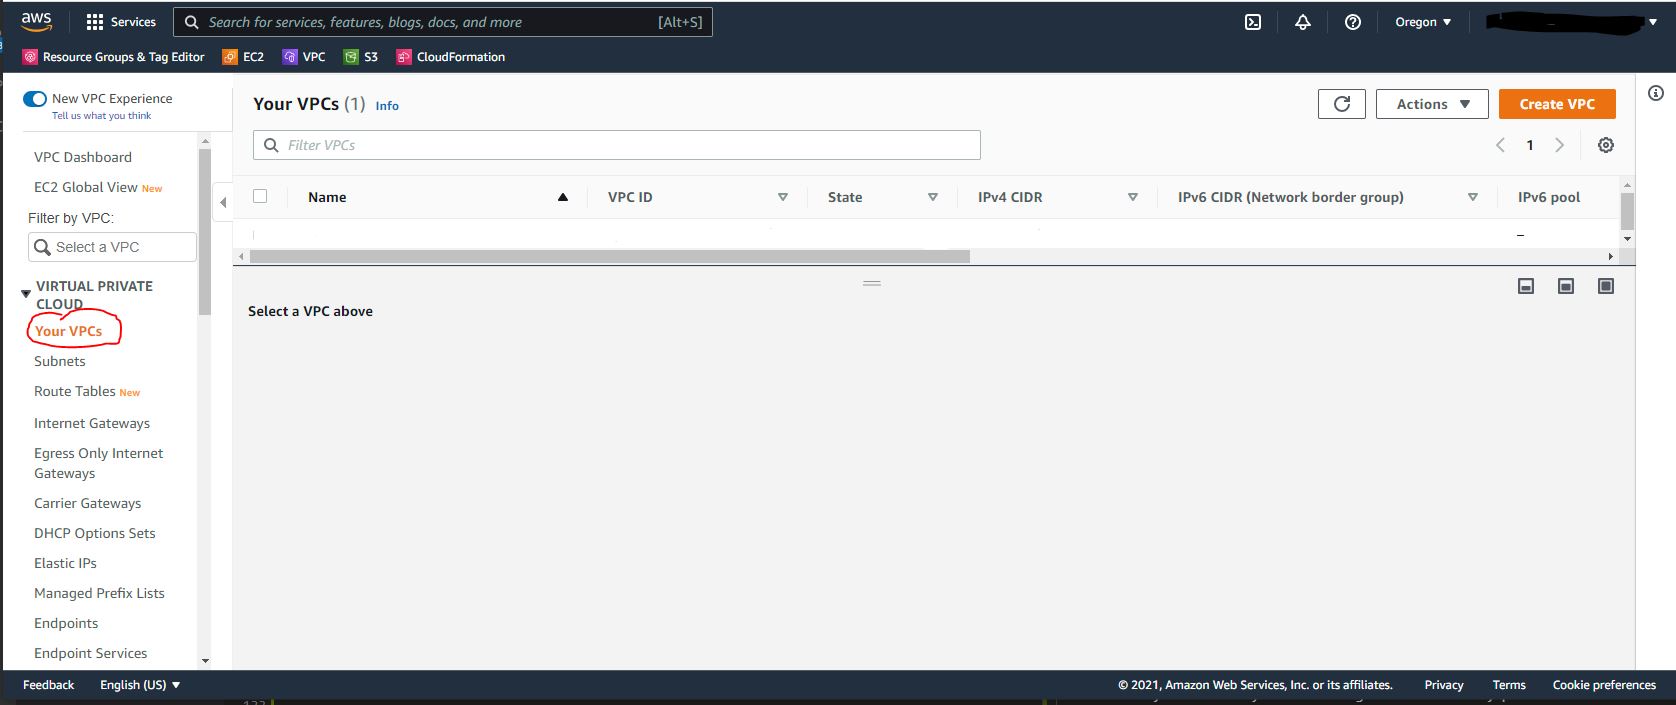 aws
Services
Search for services, features, blogs, docs, and more
[Alt+S]
Oregon
Resource Groups & Tag Editor
EC2
VPC
S3
CloudFormation
New VPC Experience
Tell us what you think
VPC Dashboard
EC2 Global View New
Filter by VPC:
Select a VPC
VIRTUAL PRIVATE
CLOUD
Your VPCs
Subnets
Route Tables New
Internet Gateways
Egress Only Internet
Gateways
Carrier Gateways
DHCP Options Sets
Elastic IPs
Managed Prefix Lists
Endpoints
Endpoint Services
Your VPCs (1) Info
Actions
Create VPC
Filter VPCs
1
Name
VPC ID
State
IPv4 CIDR
IPv6 CIDR (Network border group)
IPv6 pool
–
Select a VPC above
Feedback
English (US)
© 2021, Amazon Web Services, Inc. or its affiliates.
Privacy
Terms
Cookie preferences